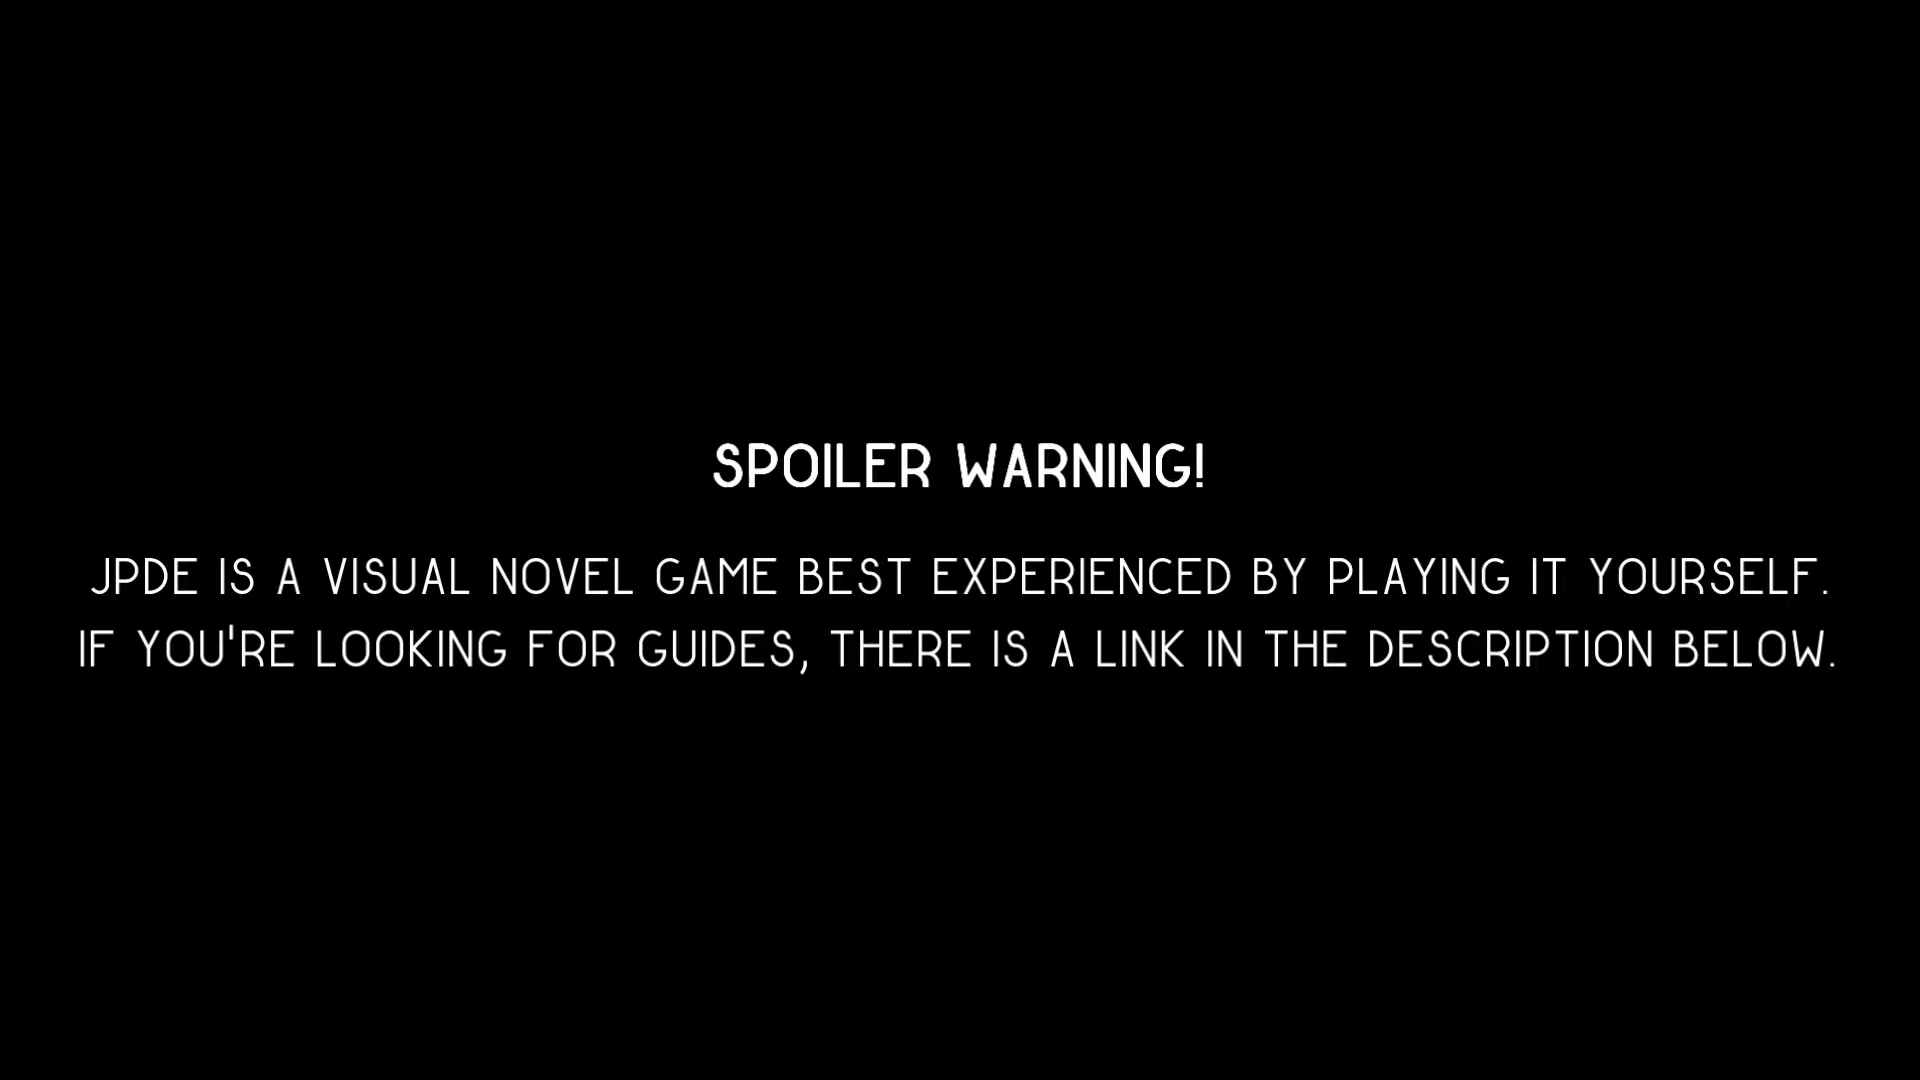 SPOILER WARNING!
JPDE IS A VISUAL NOVEL GAME BEST EXPERIENCED BY PLAYING IT YOURSELF.
IF YOU'RE LOOKING FOR GUIDES, THERE IS A LINK IN THE DESCRIPTION BELOW.